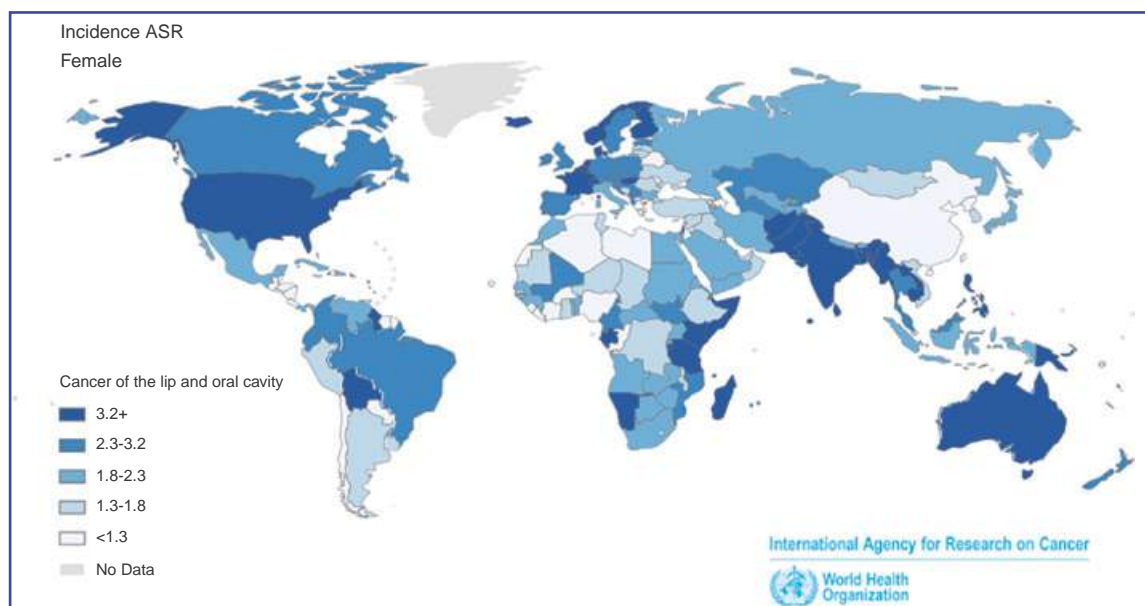 Incidence ASR
Female
Cancer of the lip and oral cavity
3.2+
2.3-3.2
1.8-2.3
1.3-1.8
<1.3
No Data
International Agency for Research on Cancer
World Health
Organization